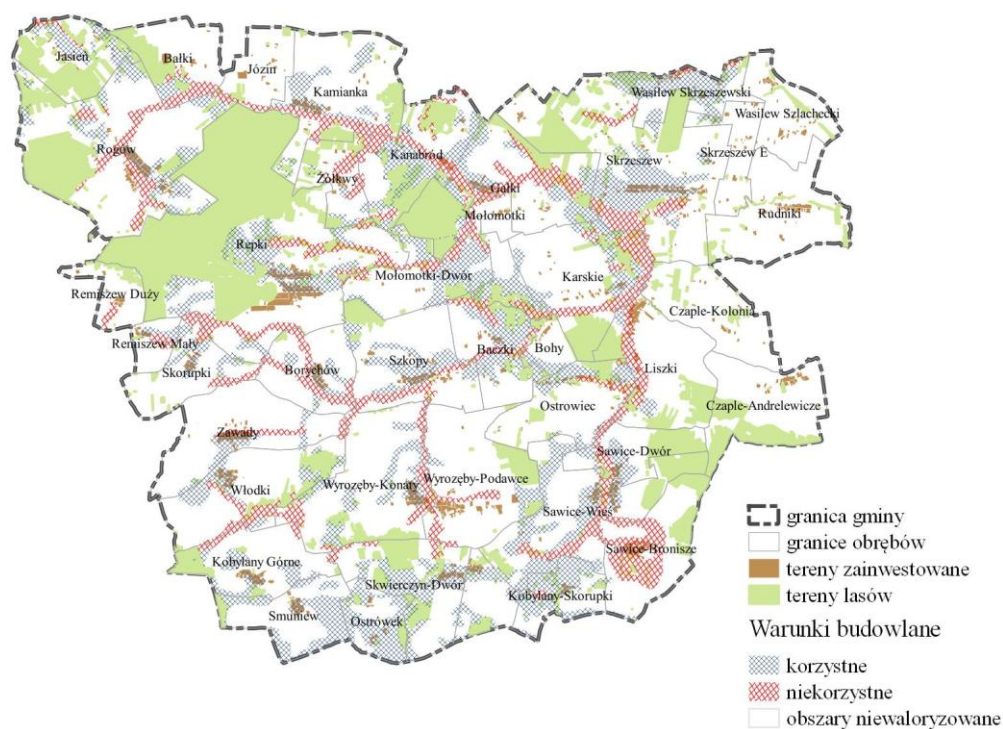 Jasień
Bałki
Józin
Kamianka
Wasilew Skrzeszewski
Wasilew Szlachecki
Rogów
Kanabród
Skrzeszew
Skrzeszew E
Żółkwy
Gałki
Mołomotki
Rudniki
Repki
Mołomotki-Dwór
Karskie
Remiszew Duży
Czaple-Kolonia
Remiszew Mały
Skorupki
Borychów
Szkopy
Baczki
Bohy
Liszki
Ostrowiec
Czaple-Andrelewicze
Zawady
Sawice-Dwór
Włodki
Wyrozęby-Konaty
Wyrozęby-Podawce
Sawice-Wieś
Sawice-Bronisze
Kobylany Górne
Skwierczyn-Dwór
Kobylany-Skorupki
Smuniew
Ostrówek
granica gminy
granice obrębów
tereny zainwestowane
tereny lasów
Warunki budowlane
korzystne
niekorzystne
obszary niewaloryzowane